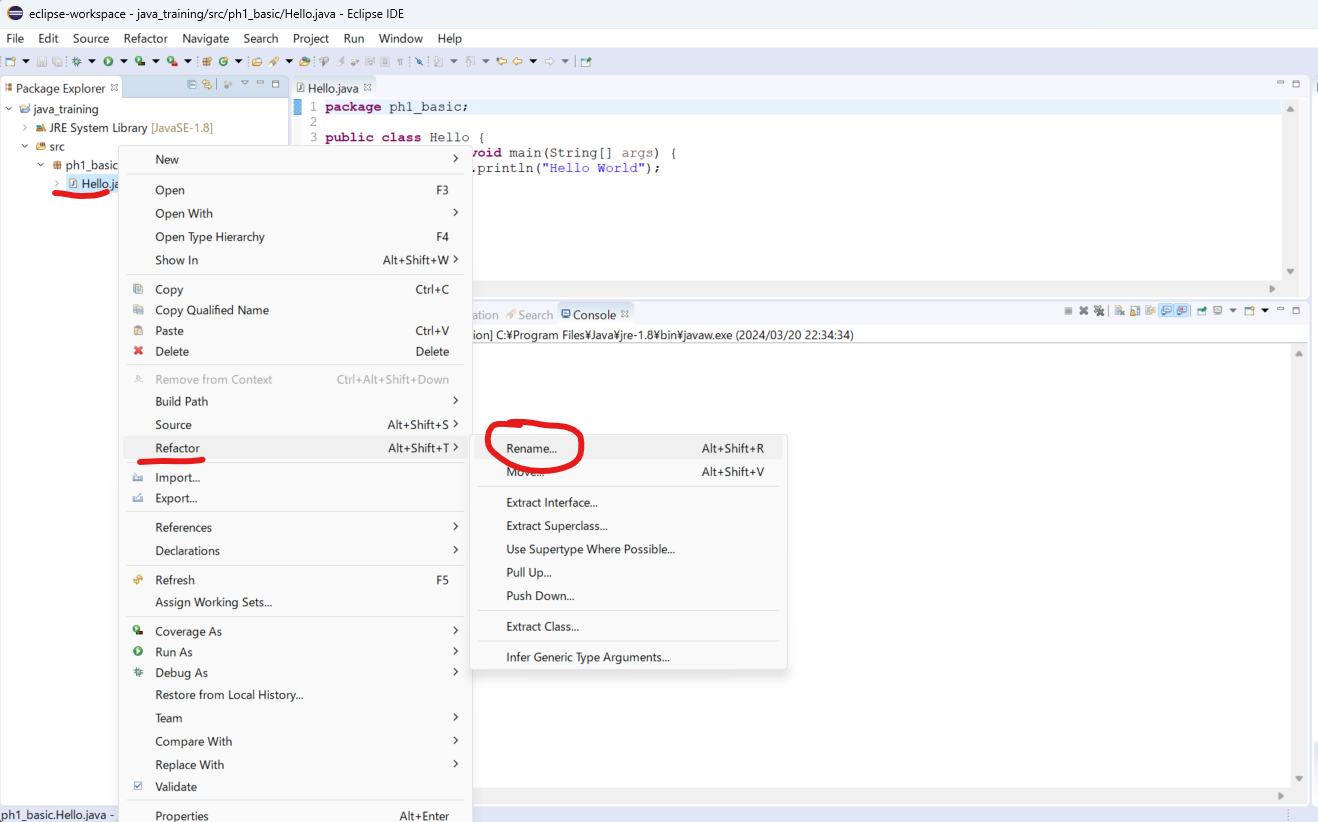 eclipse-workspace - java_training/src/ph1_basic/Hello.java - Eclipse IDE
File Edit Source Refactor Navigate Search Project Run Window Help
Package Explorer
java_training
JRE System Library [JavaSE-1.8]
src
ph1_basic
Hello.ja
Hello.java
1 package ph1_basic;
2
3 public class Hello {
void main(String[] args) {
.println("Hello World");
New
Open F3
Open With
Open Type Hierarchy F4
Show In Alt+Shift+W
Copy Ctrl+C
Copy Qualified Name
Paste Ctrl+V
Delete Delete
Remove from Context Ctrl+Alt+Shift+Down
Build Path
Source Alt+Shift+S
Refactor Alt+Shift+T
Import...
Export...
References
Declarations
Refresh F5
Assign Working Sets...
Coverage As
Run As
Debug As
Restore from Local History...
Team
Compare With
Replace With
Validate
Properties Alt+Enter
Rename... Alt+Shift+R
Move... Alt+Shift+V
Extract Interface...
Extract Superclass...
Use Supertype Where Possible...
Pull Up...
Push Down...
Extract Class...
Infer Generic Type Arguments...
ation Search Console
ion] C:¥Program Files¥Java¥jre-1.8¥bin¥javaw.exe (2024/03/20 22:34:34)
ph1_basic.Hello.java -